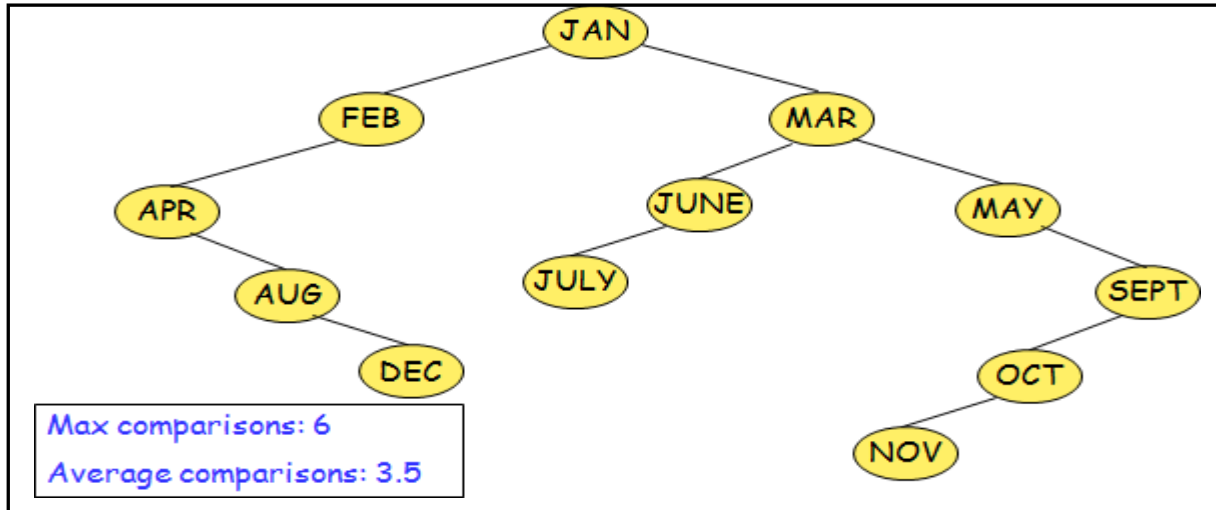 JAN
FEB
MAR
APR
JUNE
MAY
AUG
JULY
SEPT
DEC
OCT
NOV
Max comparisons: 6
Average comparisons: 3.5